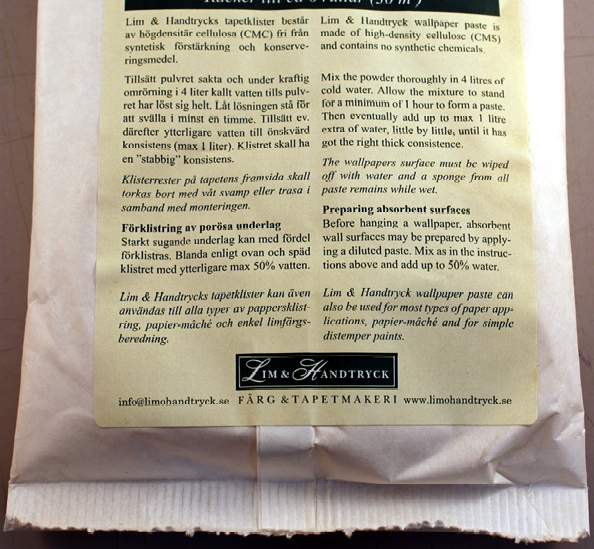 Lim & Handtrycks tapetklister består
av högdensitär cellulosa (CMC) fri från
syntetisk förstärkning och konserve-
ringsmedel.
Tillsätt pulvret sakta och under kraftig
omrörning i 4 liter kallt vatten tills pulv-
ret har löst sig helt. Låt lösningen stå för
att svälla i minst en timme. Tillsätt ev.
därefter ytterligare vatten till önskvärd
konsistens (max 1 liter). Klistret skall ha
en ”stabbig” konsistens.
Klisterrester på tapetens framsida skall
torkas bort med våt svamp eller trasa i
samband med monteringen.
Förklistring av porösa underlag
Starkt sugande underlag kan med fördel
förklistras. Blanda enligt ovan och späd
klistret med ytterligare max 50% vatten.
Lim & Handtrycks tapetklister kan även
användas till alla typer av pappersklist-
ring, papier-mâché och enkel limfärgs-
beredning.
Lim & Handtryck wallpaper paste is
made of high-density cellulose (CMS)
and contains no synthetic chemicals.
Mix the powder thoroughly in 4 litres of
cold water. Allow the mixture to stand
for a minimum of 1 hour to form a paste.
Then eventually add up to max 1 litre
extra of water, little by little, until it has
got the right thick consistence.
The wallpapers surface must be wiped
off with water and a sponge from all
paste remains while wet.
Preparing absorbent surfaces
Before hanging a wallpaper, absorbent
wall surfaces may be prepared by apply-
ing a diluted paste. Mix as in the instruc-
tions above and add up to 50% water.
Lim & Handtryck wallpaper paste can
also be used for most types of paper app-
lications, papier-mâché and for simple
distemper paints.
LIM & HANDTRYCK
info@limohandtryck.se FÄRG & TAPETMAKERI www.limohandtryck.se